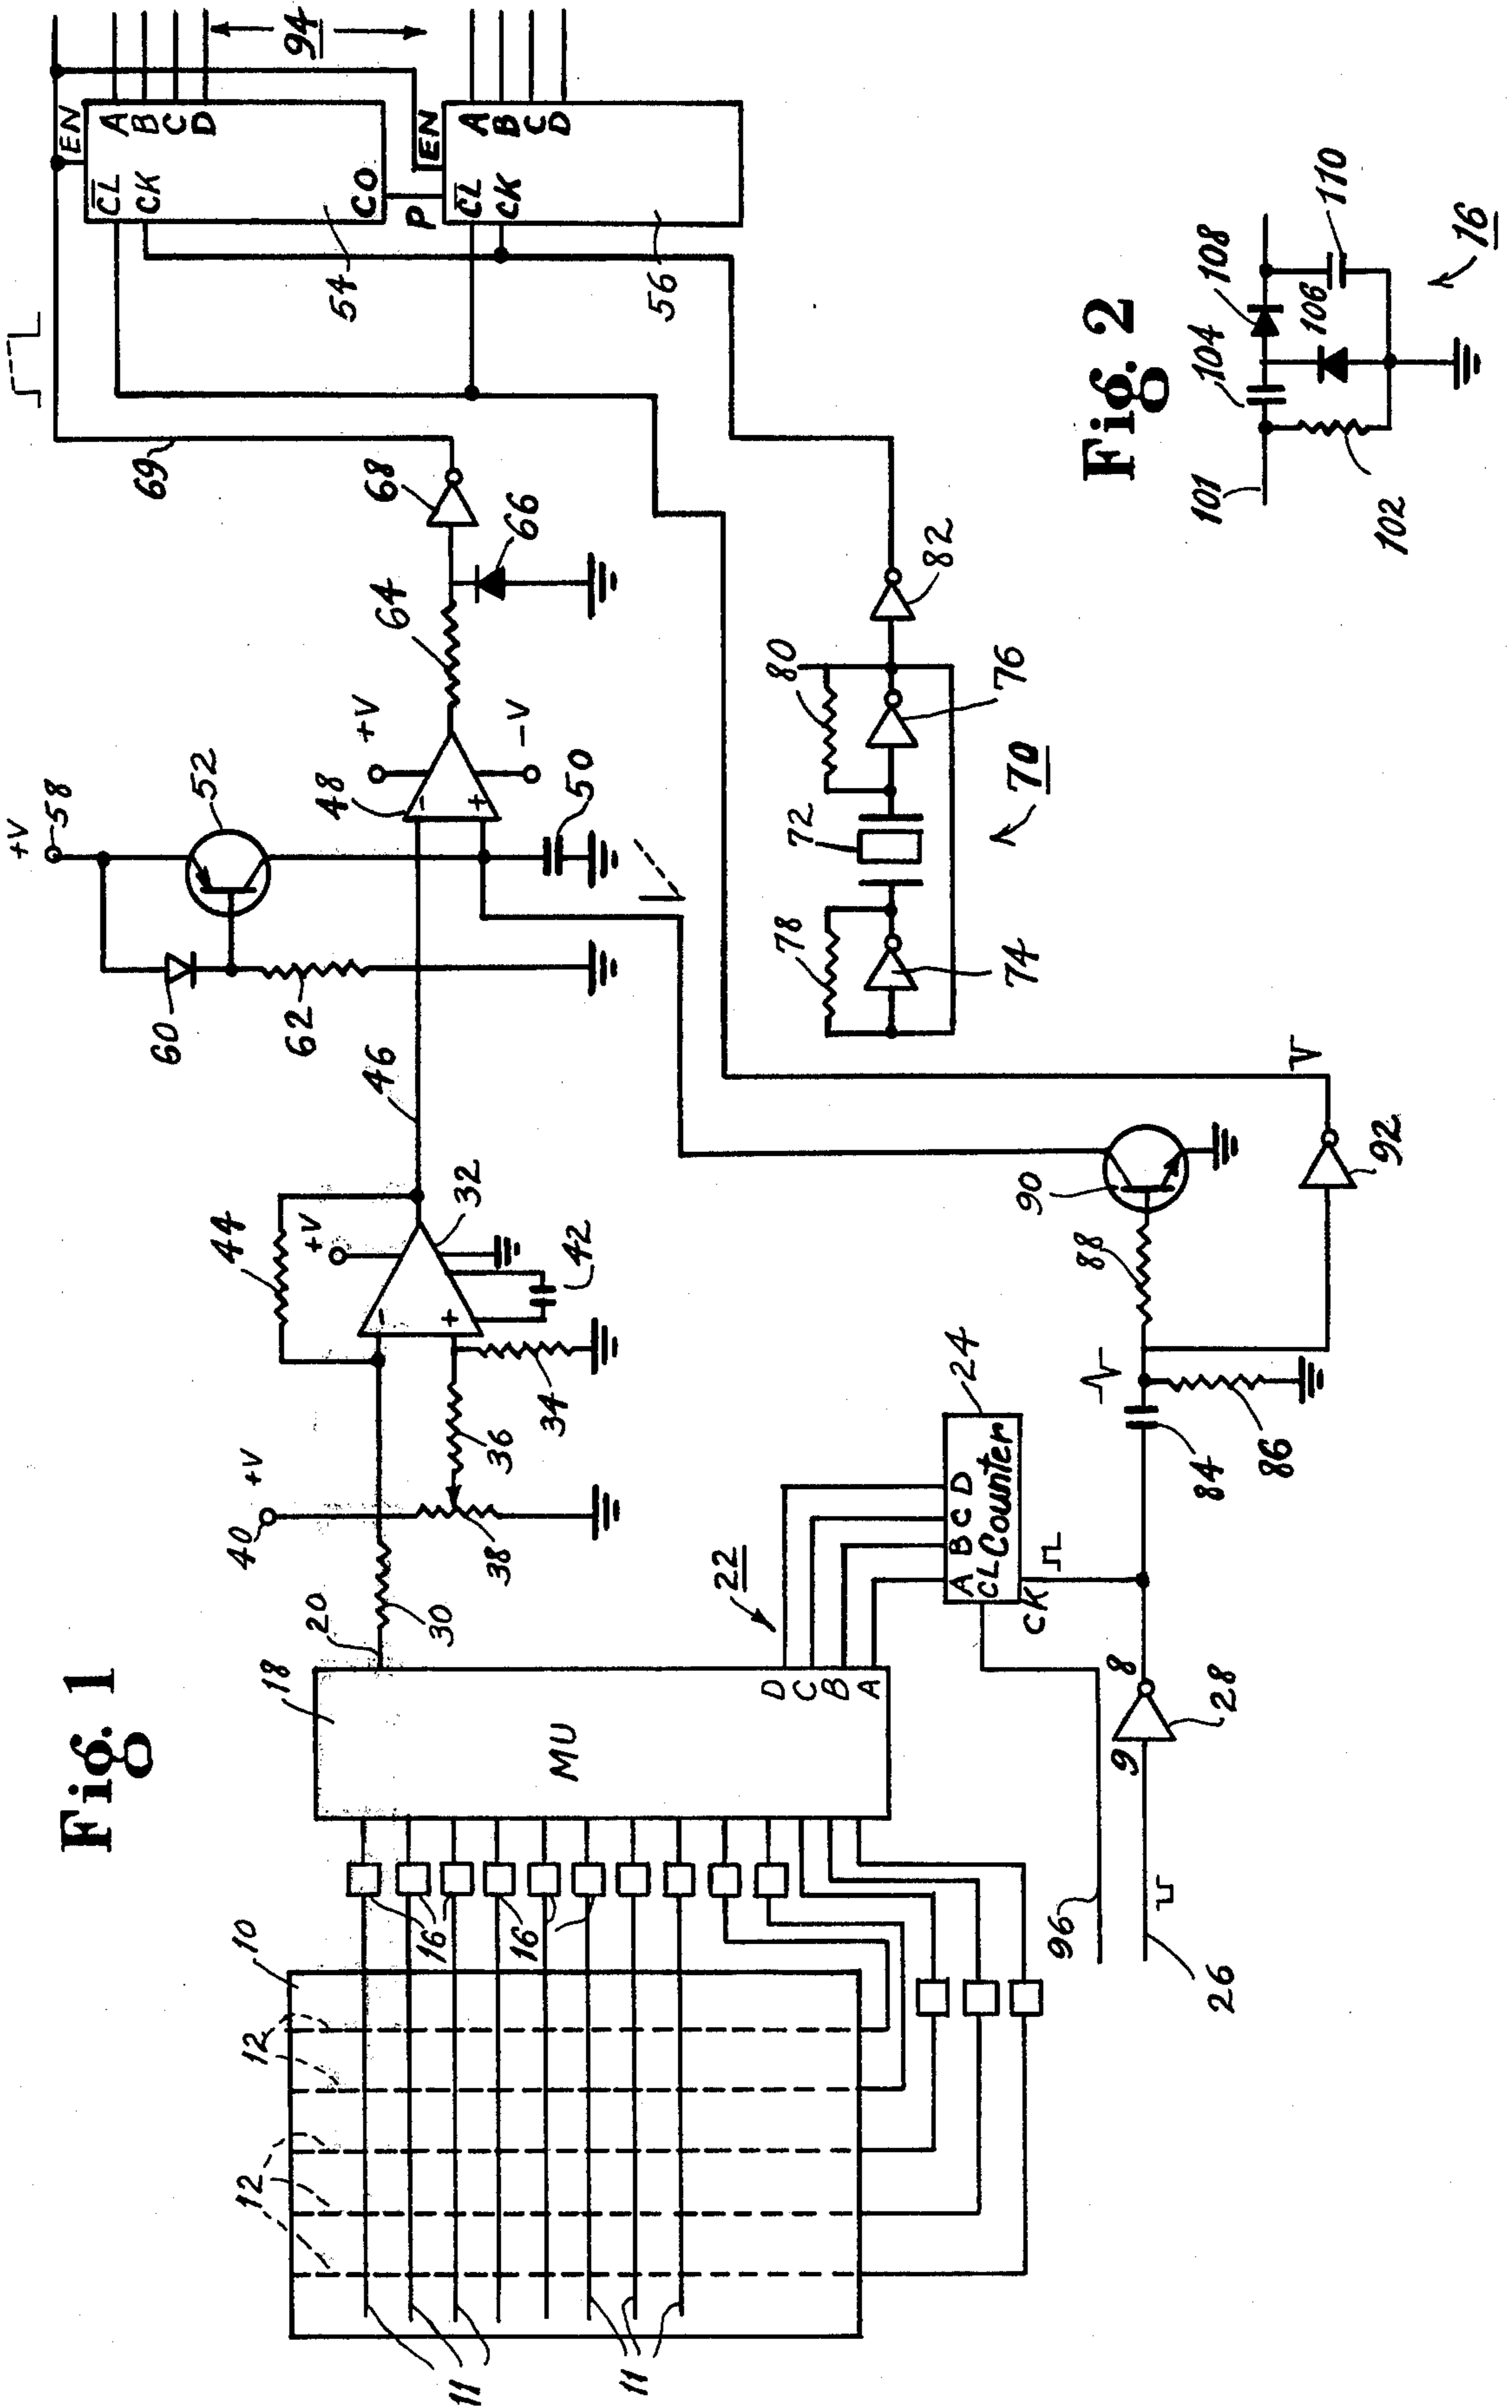 Fig. 1
10
12
12
11
11
16
16
18
MU
D
C
B
A
20
30
22
40
+V
38
36
34
44
+V
-
+
32
42
46
24
A B C D
CL Counter
CK
96
26
9
8
28
84
86
88
90
92
+V
58
52
60
62
48
-
+
+V
-V
50
64
66
68
69
70
72
74
76
78
80
82
EN
CL
CK
A
B
C
D
CO
54
P
EN
CL
CK
A
B
C
D
56
94
Fig. 2
101
102
104
106
108
110
16